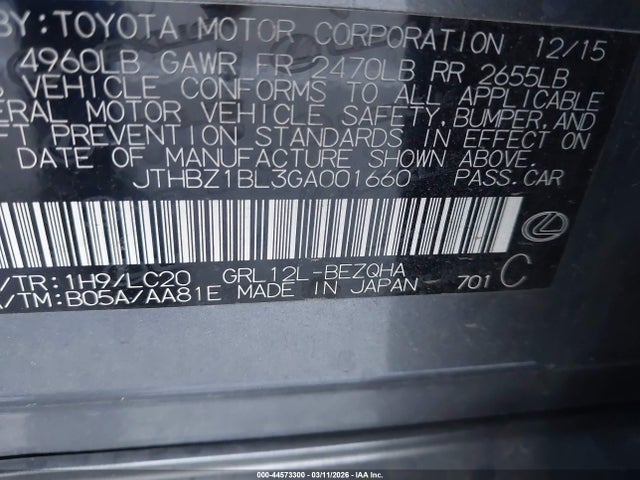 BY: TOYOTA MOTOR CORPORATION 12/15
4960LB GAWR FR 2470LB RR 2655LB
VEHICLE CONFORMS TO ALL APPLICABLE
ERAL MOTOR VEHICLE SAFETY, BUMPER, AND
FT PREVENTION STANDARDS IN EFFECT ON
DATE OF MANUFACTURE SHOWN ABOVE.
JTHBZ1BL3GA001660 PASS.CAR
/TR:1H9/LC20 GRL12L-BEZQHA
/TM:B05A/AA81E MADE IN JAPAN 701 C
000-44573300 | 03/11/2026 - IAA Inc.